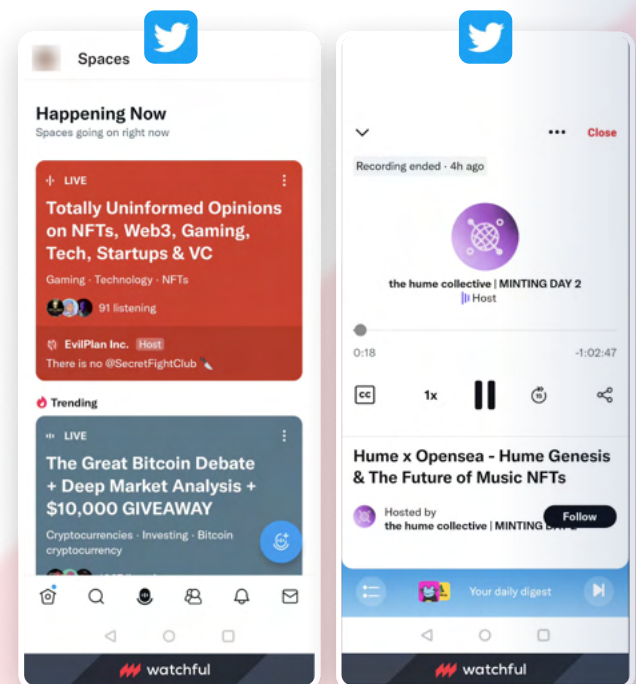 Spaces
Happening Now
Spaces going on right now
LIVE
Totally Uninformed Opinions
on NFTs, Web3, Gaming,
Tech, Startups & VC
Gaming · Technology · NFTs
91 listening
EvilPlan Inc. Host
There is no @SecretFightClub
Trending
LIVE
The Great Bitcoin Debate
+ Deep Market Analysis +
$10,000 GIVEAWAY
Cryptocurrencies · Investing · Bitcoin
cryptocurrency
watchful
Close
Recording ended · 4h ago
the hume collective | MINTING DAY 2
Host
0:18
-1:02:47
CC
1x
15
Hume x Opensea - Hume Genesis
& The Future of Music NFTs
Hosted by
the hume collective | MINTING
Follow
Your daily digest
watchful